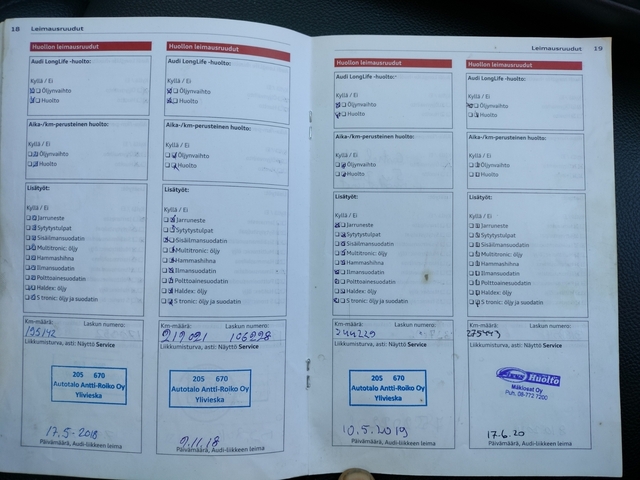 18 Leimausruudut
Huollon leimausruudut
Audi LongLife -huolto:
Kyllä / Ei
Öljynvaihto
Huolto
Aika-/km-perusteinen huolto:
Kyllä / Ei
Öljynvaihto
Huolto
Lisätyöt:
Kyllä / Ei
Jarruneste
Sytytystulpat
Sisäilmansuodatin
Multitronic: öljy
Hammashihna
Ilmansuodatin
Polttoainesuodatin
Haldex: öljy
S tronic: öljy ja suodatin
Km-määrä: Laskun numero:
Liikkumisturva, asti: Näyttö Service
205 670
Autotalo Antti-Roiko Oy
Ylivieska
17.5-2018
Päivämäärä, Audi-liikkeen leima
Huollon leimausruudut
Audi LongLife -huolto:
Kyllä / Ei
Öljynvaihto
Huolto
Aika-/km-perusteinen huolto:
Kyllä / Ei
Öljynvaihto
Huolto
Lisätyöt:
Kyllä / Ei
Jarruneste
Sytytystulpat
Sisäilmansuodatin
Multitronic: öljy
Hammashihna
Ilmansuodatin
Polttoainesuodatin
Haldex: öljy
S tronic: öljy ja suodatin
Km-määrä: Laskun numero:
219021 106298
Liikkumisturva, asti: Näyttö Service
205 670
Autotalo Antti-Roiko Oy
Ylivieska
9.11.18
Päivämäärä, Audi-liikkeen leima
Leimausruudut 19
Huollon leimausruudut
Audi LongLife -huolto:
Kyllä / Ei
Öljynvaihto
Huolto
Aika-/km-perusteinen huolto:
Kyllä / Ei
Öljynvaihto
Huolto
Lisätyöt:
Kyllä / Ei
Jarruneste
Sytytystulpat
Sisäilmansuodatin
Multitronic: öljy
Hammashihna
Ilmansuodatin
Polttoainesuodatin
Haldex: öljy
S tronic: öljy ja suodatin
Km-määrä: Laskun numero:
244229
Liikkumisturva, asti: Näyttö Service
205 670
Autotalo Antti-Roiko Oy
Ylivieska
10.5.2019
Päivämäärä, Audi-liikkeen leima
Huollon leimausruudut
Audi LongLife -huolto:
Kyllä / Ei
Öljynvaihto
Huolto
Aika-/km-perusteinen huolto:
Kyllä / Ei
Öljynvaihto
Huolto
Lisätyöt:
Kyllä / Ei
Jarruneste
Sytytystulpat
Sisäilmansuodatin
Multitronic: öljy
Hammashihna
Ilmansuodatin
Polttoainesuodatin
Haldex: öljy
S tronic: öljy ja suodatin
Km-määrä: Laskun numero:
275443
Liikkumisturva, asti: Näyttö Service
Huolto
Mäkiosat Oy
Puh. 08-772 7200
17.6.20
Päivämäärä, Audi-liikkeen leima